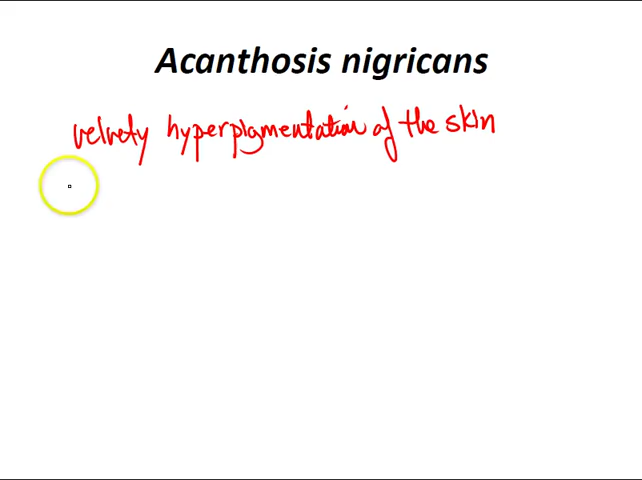 Acanthosis nigricans
velvety hyperpigmentation of the skin